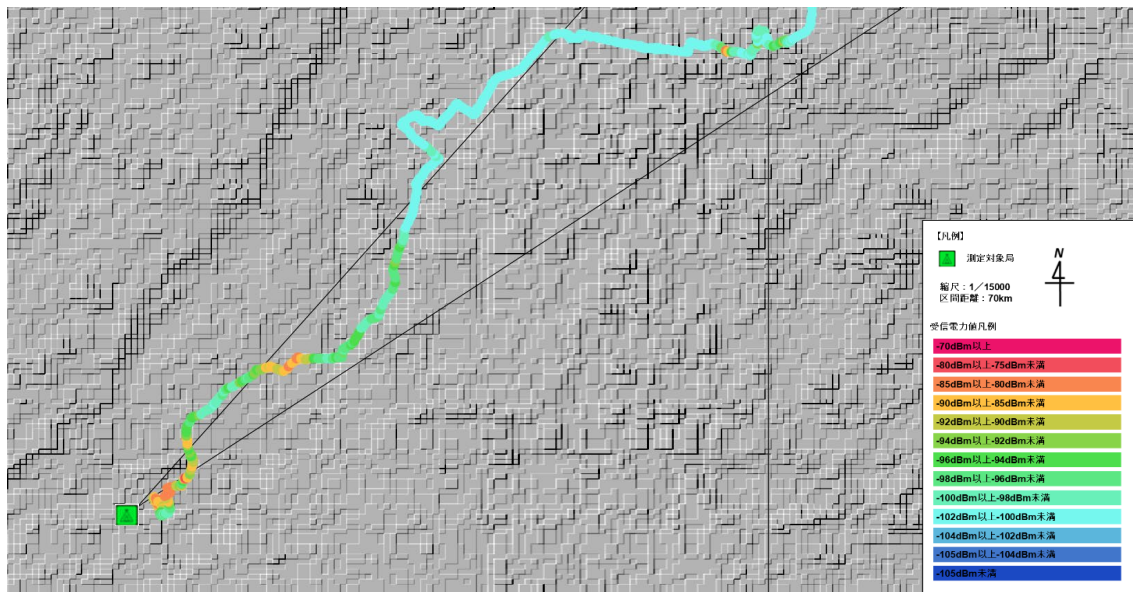 【凡例】
測定対象局
N
縮尺：1／15000
区間距離：70km
受信電力値凡例
-70dBm以上
-80dBm以上-75dBm未満
-85dBm以上-80dBm未満
-90dBm以上-85dBm未満
-92dBm以上-90dBm未満
-94dBm以上-92dBm未満
-96dBm以上-94dBm未満
-98dBm以上-96dBm未満
-100dBm以上-98dBm未満
-102dBm以上-100dBm未満
-104dBm以上-102dBm未満
-105dBm以上-104dBm未満
-105dBm未満